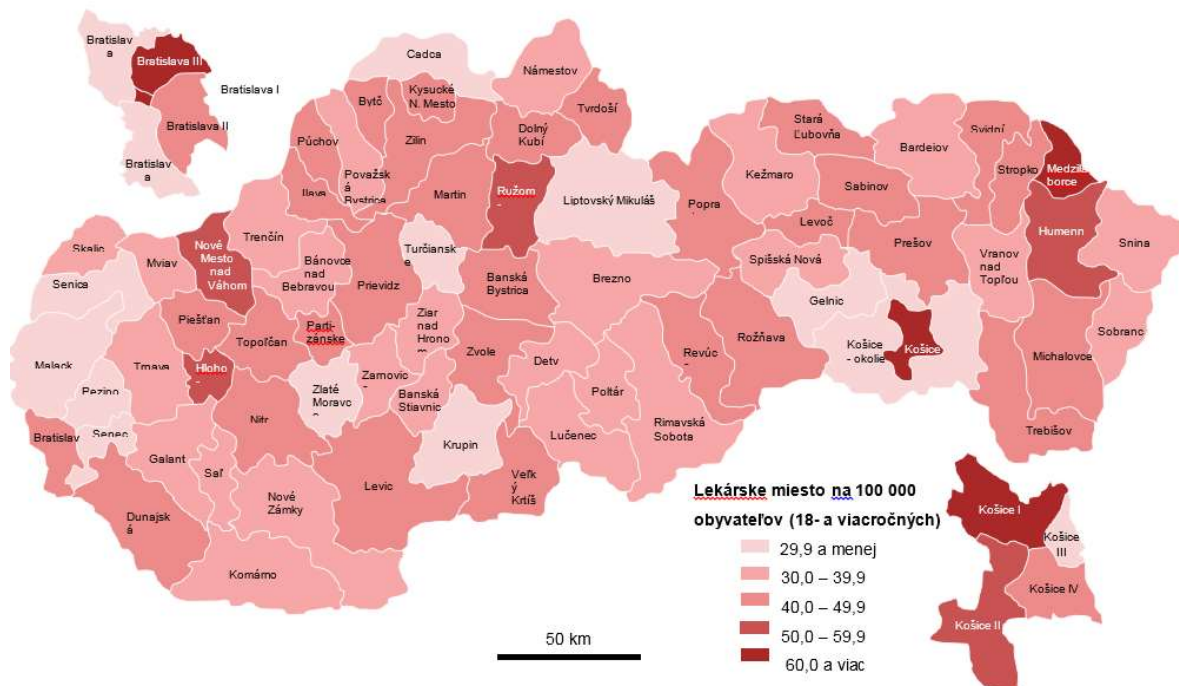 Bratislav
a
Bratislava III
Bratislava I
Bratislava II
Bratislav
a
Čadca
Námestov
Tvrdoší
Bytč
Kysucké
N. Mesto
Púchov
Žilin
Dolný
Kubí
Považsk
á
Bystrica
Ilava
Martin
Ružom
-
Liptovský Mikuláš
Stará
Ľubovňa
Kežmaro
Popra
Bardejov
Svidní
Stropko
Medzila
borce
Sabinov
Levoč
Prešov
Humenn
Snina
Skalic
Mviav
Nové
Mesto
nad
Váhom
Trenčín
Bánovce
nad
Bebravou
Prievidz
Turčianske
Banská
Bystrica
Brezno
Spišská Nová
Gelnic
Vranov
nad
Topľou
Sobranc
Senica
Malack
Piešťan
Topoľčan
Parti-
zánske
Ziar
nad
Hronom
Zvole
Detv
Revúc
Rožňava
Košice
- okolie
Košice
Michalovce
Trnava
Hloho
-
Zlaté
Moravc
Zarnovic
Banská
Stiavnic
Poltár
Pezino
Senec
Bratislav
Nitr
Krupin
Lučenec
Rimavská
Sobota
Trebišov
Galant
Saľ
Levic
Veľk
ý
Krtíš
Dunajsk
á
Nové
Zámky
Komárno
Lekárske miesto na 100 000
obyvateľov (18- a viacročných)
29,9 a menej
30,0 – 39,9
40,0 – 49,9
50,0 – 59,9
60,0 a viac
50 km
Košice I
Košice
III
Košice IV
Košice II